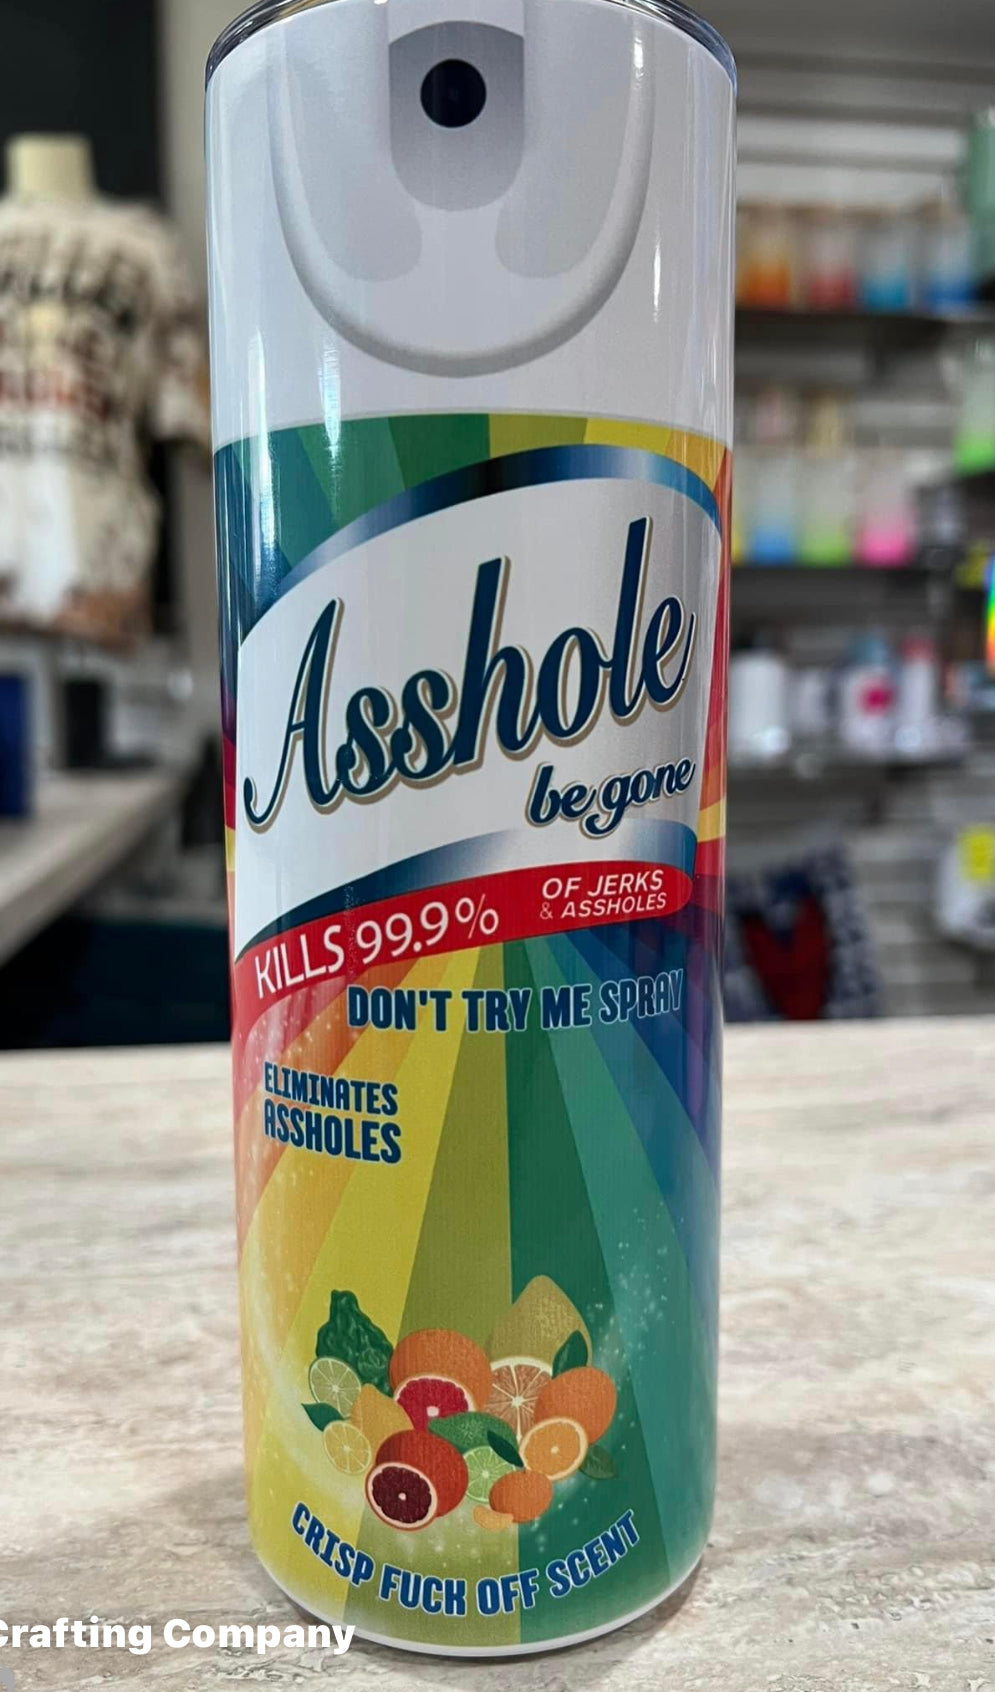 Asshole
be gone
KILLS 99.9% OF JERKS
& ASSHOLES
DON'T TRY ME SPRAY
ELIMINATES
ASSHOLES
CRISP FUCK OFF SCENT
Crafting Company